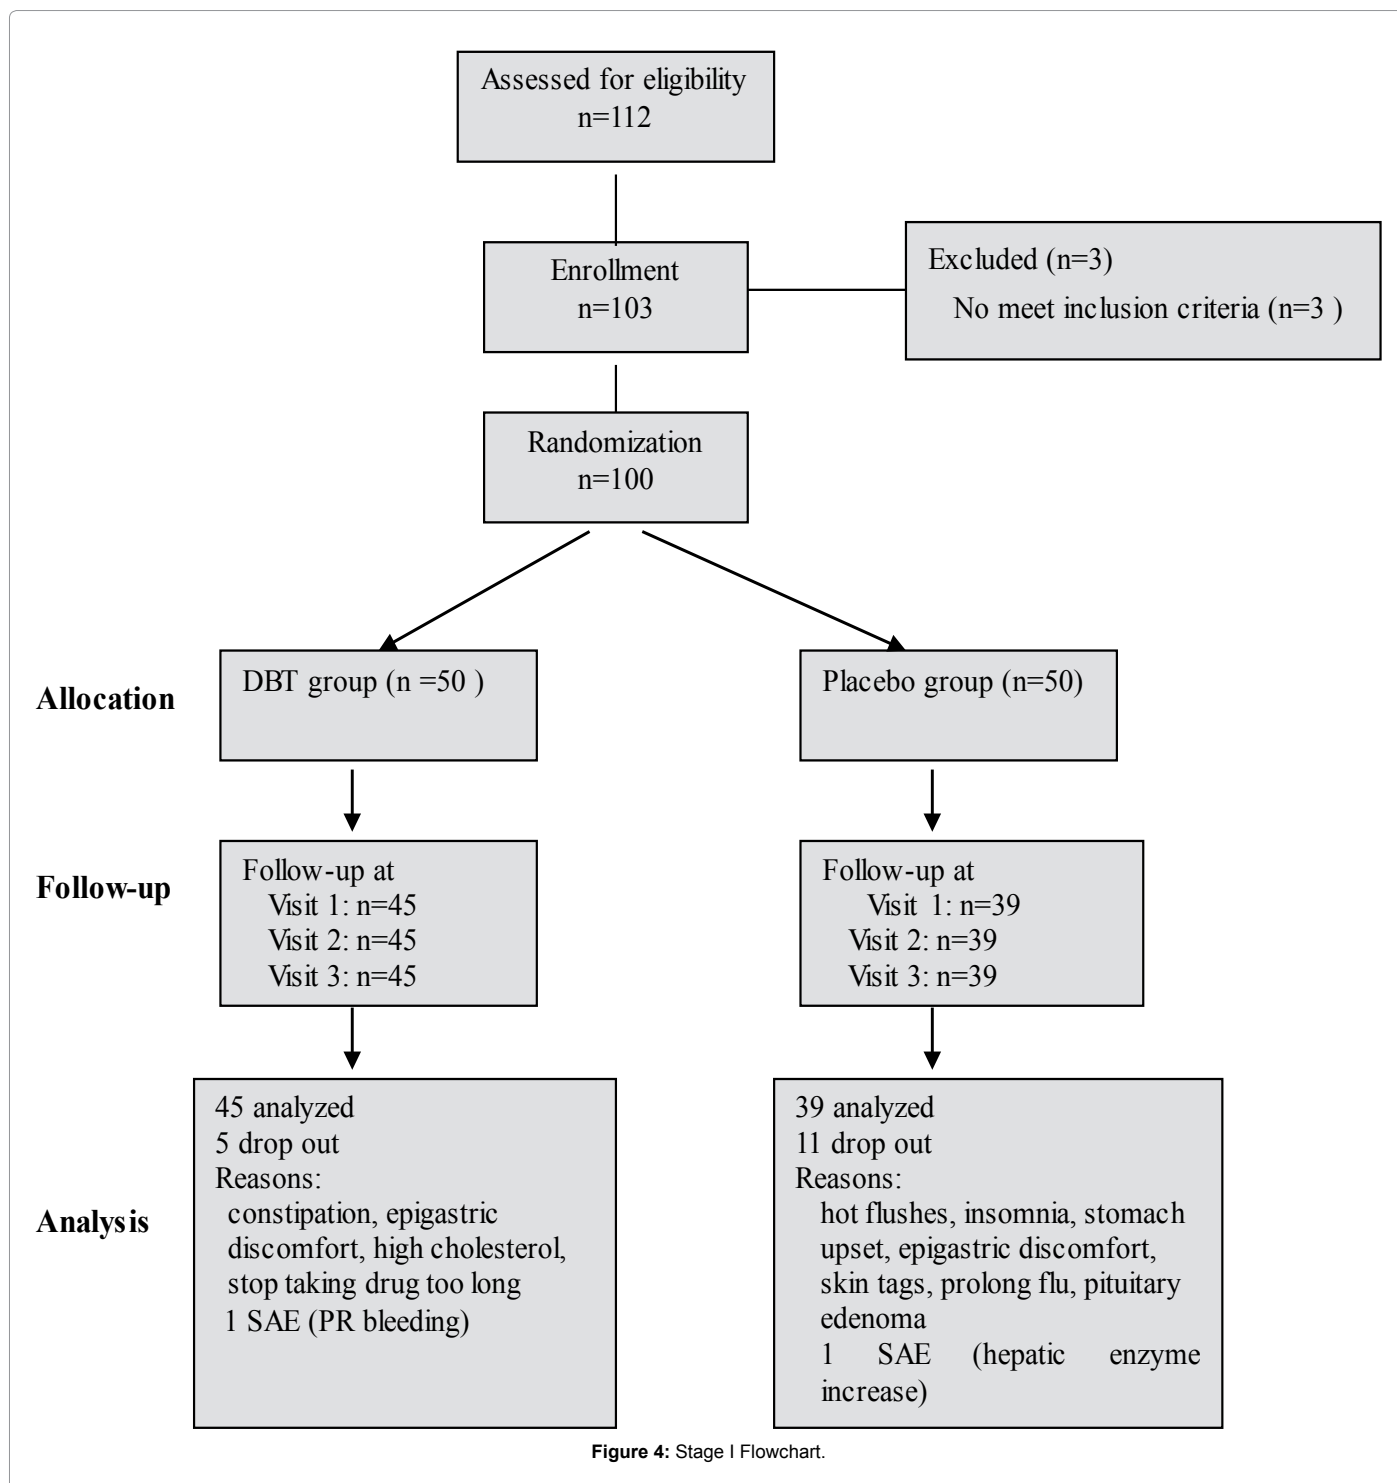 Assessed for eligibility
n=112
Enrollment
n=103
Excluded (n=3)
No meet inclusion criteria (n=3 )
Randomization
n=100
Allocation
DBT group (n =50 )
Placebo group (n=50)
Follow-up
Follow-up at
Visit 1: n=45
Visit 2: n=45
Visit 3: n=45
Follow-up at
Visit 1: n=39
Visit 2: n=39
Visit 3: n=39
Analysis
45 analyzed
5 drop out
Reasons:
constipation, epigastric
discomfort, high cholesterol,
stop taking drug too long
1 SAE (PR bleeding)
39 analyzed
11 drop out
Reasons:
hot flushes, insomnia, stomach
upset, epigastric discomfort,
skin tags, prolong flu, pituitary
edenoma
1 SAE (hepatic enzyme
increase)
Figure 4: Stage I Flowchart.